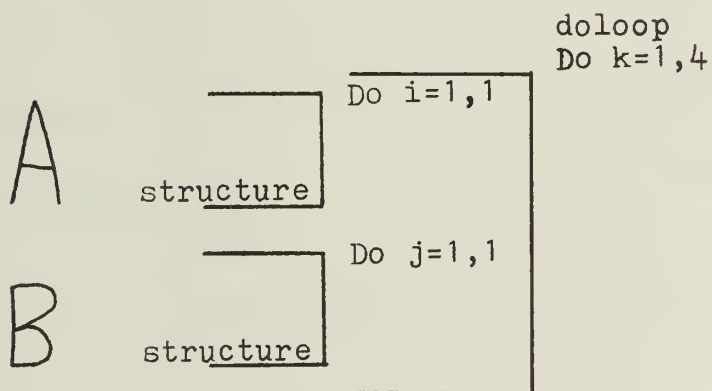 doloop
Do k=1,4
Do i=1,1
A
structure
Do j=1,1
B
structure